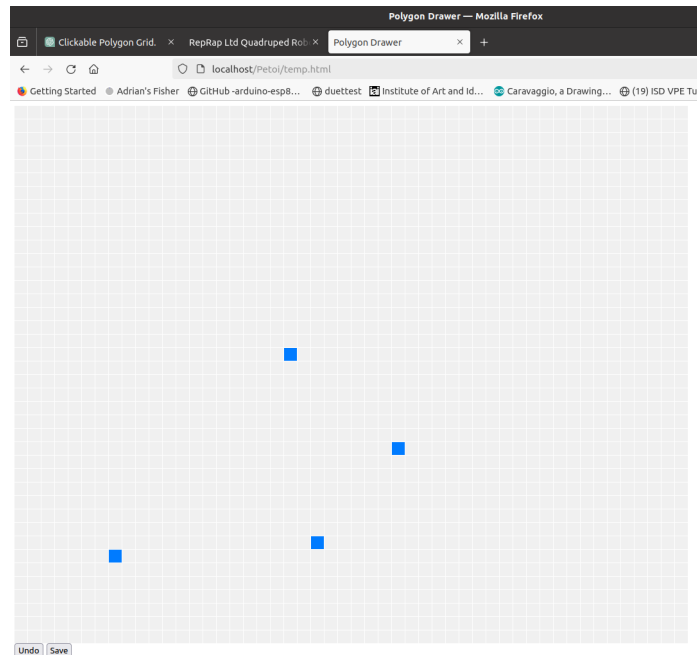 Polygon Drawer — Mozilla Firefox
Clickable Polygon Grid. × RepRap Ltd Quadruped Rob × Polygon Drawer × +
localhost/Petoi/temp.html
Getting Started Adrian's Fisher GitHub -arduino-esp8... duettest Institute of Art and Id... Caravaggio, a Drawing... (19) ISD VPE Tu
Undo Save